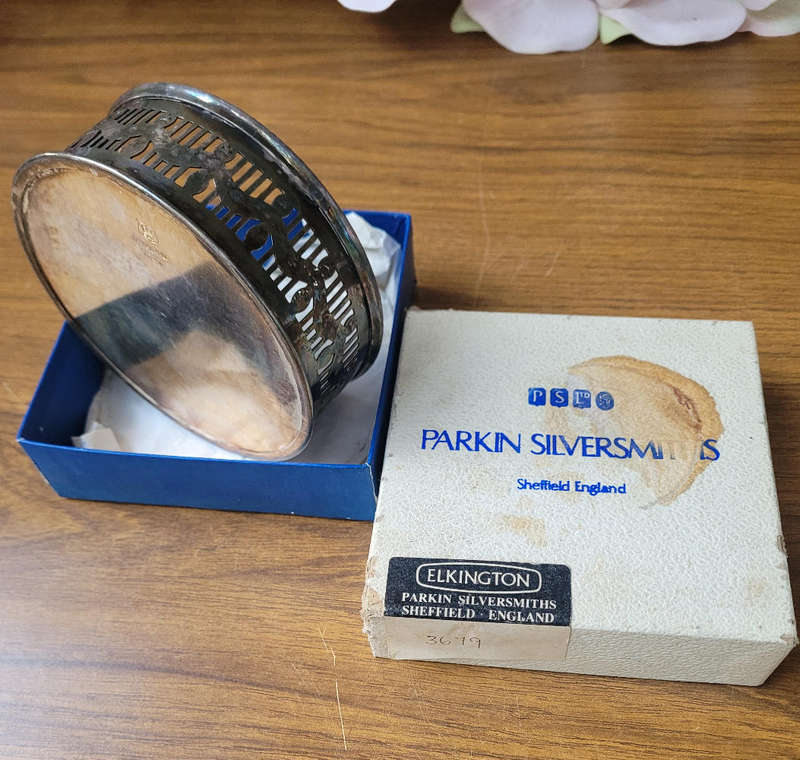 PSLTD
PARKIN SILVERSMITHS
Sheffield England
ELKINGTON
PARKIN SILVERSMITHS
SHEFFIELD · ENGLAND
3679